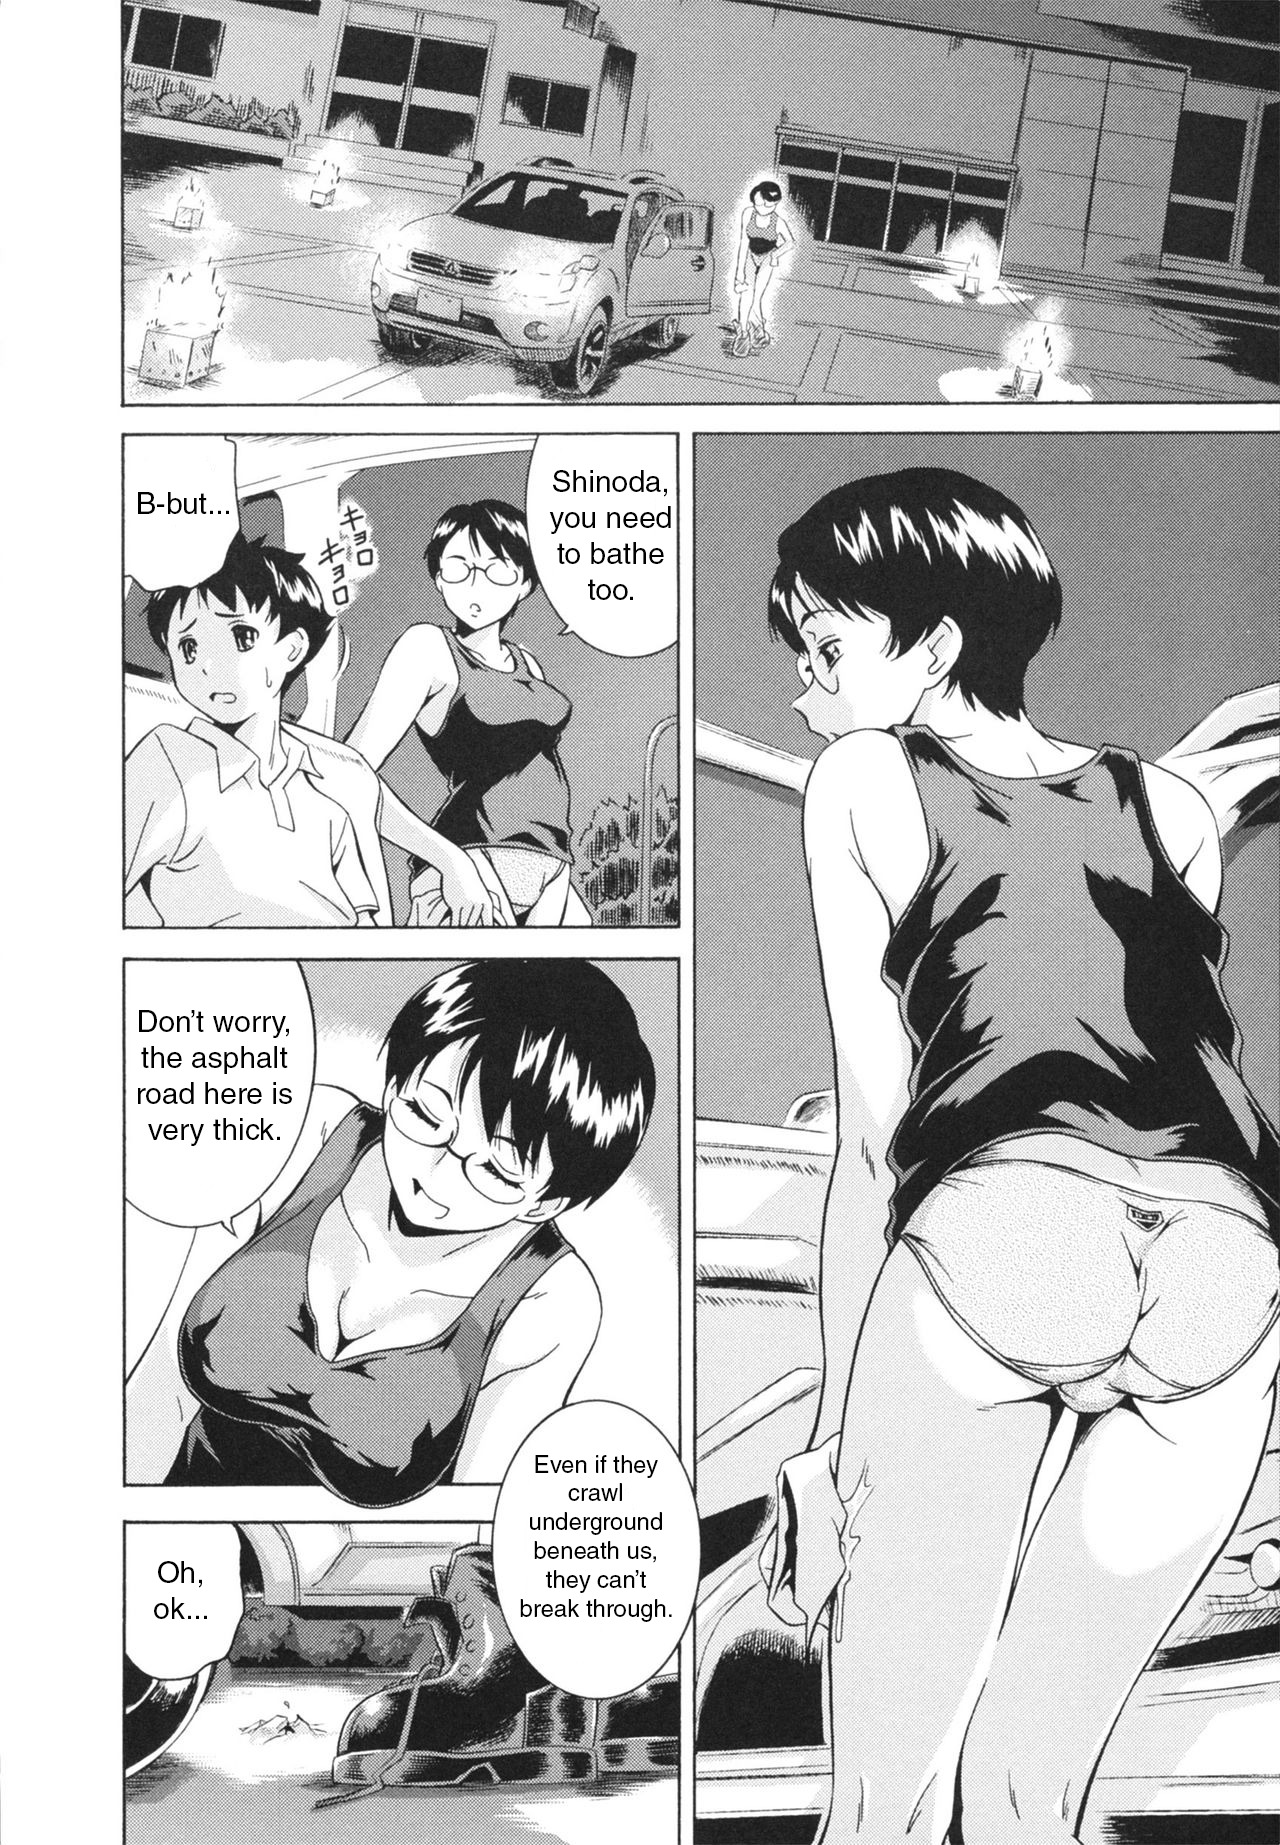 Shinoda,
you need
to bathe
too.
キョロ
キョロ
B-but...
Don't worry,
the asphalt
road here is
very thick.
Even if they
crawl
underground
beneath us,
they can't
break through.
Oh,
ok...